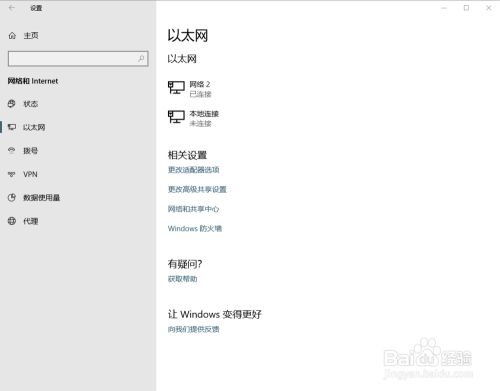 设置
主页
网络和 Internet
状态
以太网
拨号
VPN
数据使用量
代理
以太网
以太网
网络 2
已连接
本地连接
未连接
相关设置
更改适配器选项
更改高级共享设置
网络和共享中心
Windows 防火墙
有疑问?
获取帮助
让 Windows 变得更好
向我们提供反馈
Baidu 经验
jingyan.baidu.com